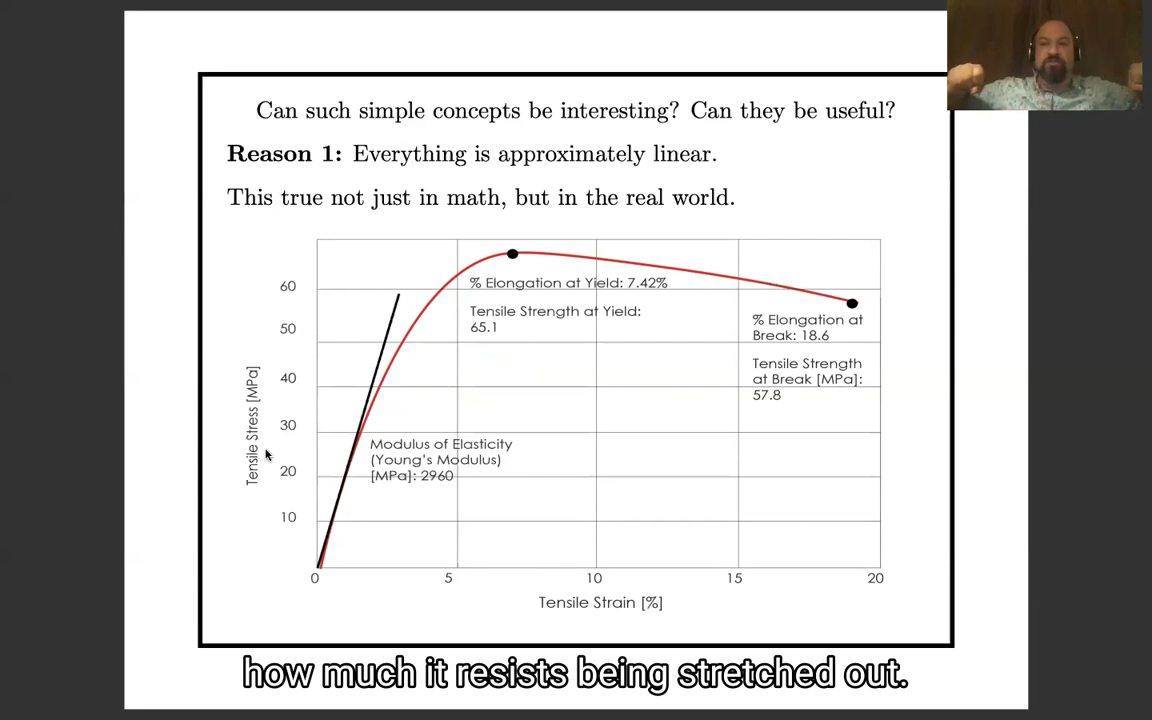 Can such simple concepts be interesting? Can they be useful?
Reason 1: Everything is approximately linear.
This true not just in math, but in the real world.
60
50
40
30
20
10
Tensile Stress [MPa]
% Elongation at Yield: 7.42%
Tensile Strength at Yield:
65.1
% Elongation at
Break: 18.6
Tensile Strength
at Break [MPa]:
57.8
Modulus of Elasticity
(Young's Modulus)
[MPa]: 2960
0 5 10 15 20
Tensile Strain [%]
how much it resists being stretched out.